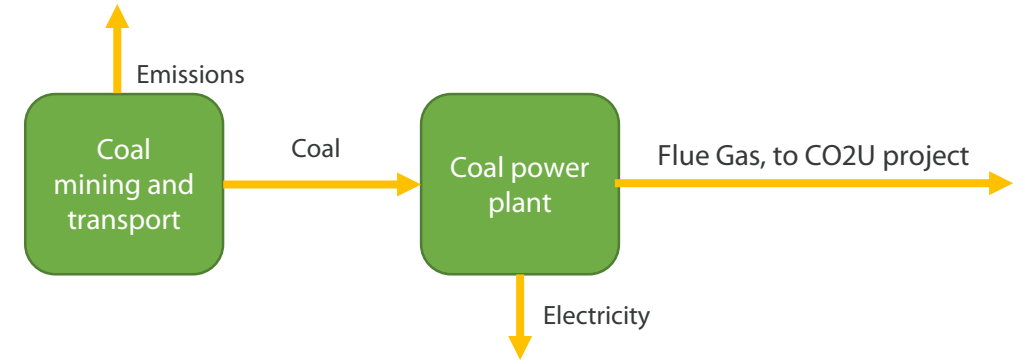 Emissions
Coal
mining and
transport
Coal
Coal power
plant
Flue Gas, to CO2U project
Electricity